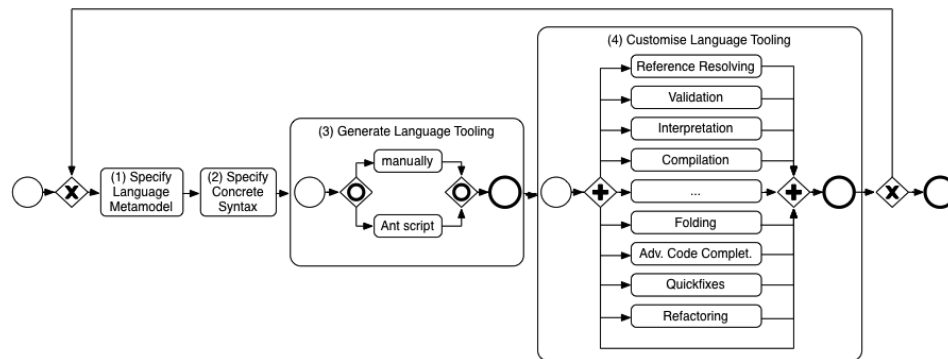 (4) Customise Language Tooling
Reference Resolving
Validation
(3) Generate Language Tooling
Interpretation
manually
Compilation
(1) Specify
Language
Metamodel
(2) Specify
Concrete
Syntax
...
Ant script
Folding
Adv. Code Complet.
Quickfixes
Refactoring